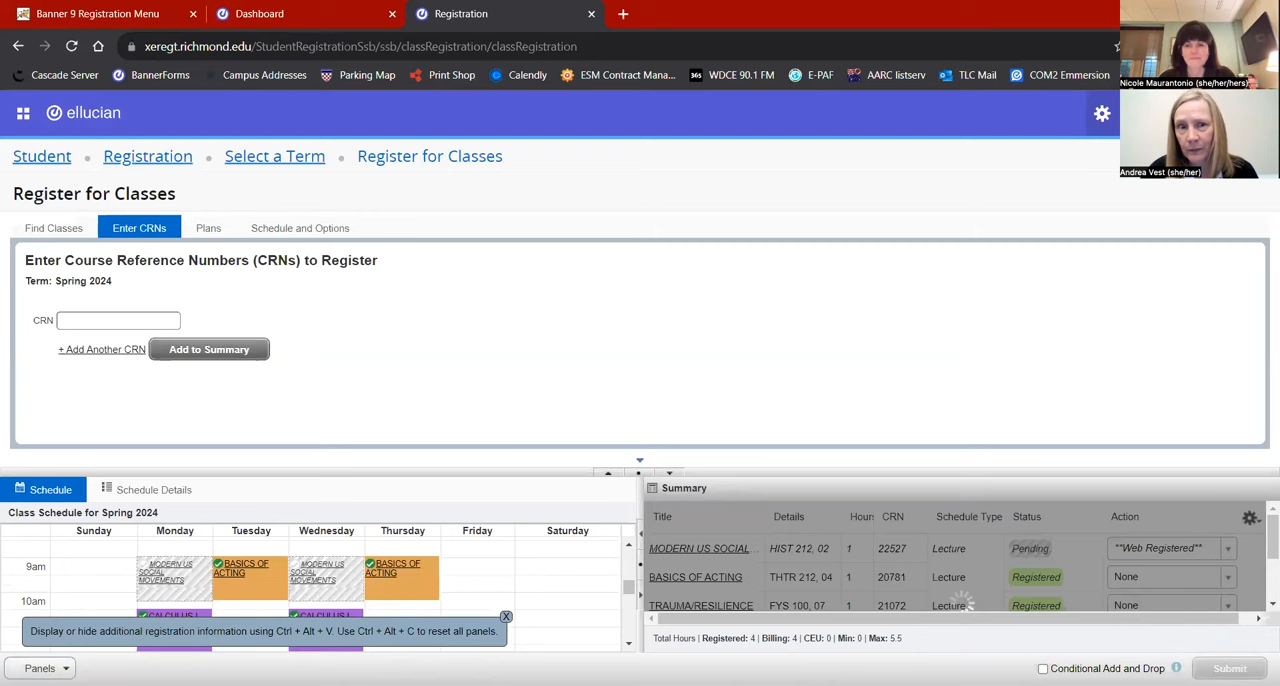 Banner 9 Registration Menu
Dashboard
Registration
xeregt.richmond.edu/StudentRegistrationSsb/ssb/classRegistration/classRegistration
Cascade Server
BannerForms
Campus Addresses
Parking Map
Print Shop
Calendly
ESM Contract Mana...
365
WDCE 90.1 FM
E-PAF
AARC listserv
TLC Mail
COM2 Emmersion
Nicole Maurantonio (she/her/hers)
Andrea Vest (she/her)
ellucian
Student
Registration
Select a Term
Register for Classes
Register for Classes
Find Classes
Enter CRNs
Plans
Schedule and Options
Enter Course Reference Numbers (CRNs) to Register
Term: Spring 2024
CRN
+ Add Another CRN
Add to Summary
Schedule
Schedule Details
Class Schedule for Spring 2024
Sunday Monday Tuesday Wednesday Thursday Friday Saturday
9am
MODERN US
SOCIAL
MOVEMENTS
BASICS OF
ACTING
MODERN US
SOCIAL
MOVEMENTS
BASICS OF
ACTING
10am
CALCULUS I
CALCULUS I
Display or hide additional registration information using Ctrl + Alt + V. Use Ctrl + Alt + C to reset all panels.
X
Summary
Title Details Hours CRN Schedule Type Status Action
MODERN US SOCIAL... HIST 212, 02 1 22527 Lecture Pending **Web Registered**
BASICS OF ACTING THTR 212, 04 1 20781 Lecture Registered None
TRAUMA/RESILIENCE FYS 100, 07 1 21072 Lecture Registered None
Total Hours | Registered: 4 | Billing: 4 | CEU: 0 | Min: 0 | Max: 5.5
Panels
Conditional Add and Drop
Submit